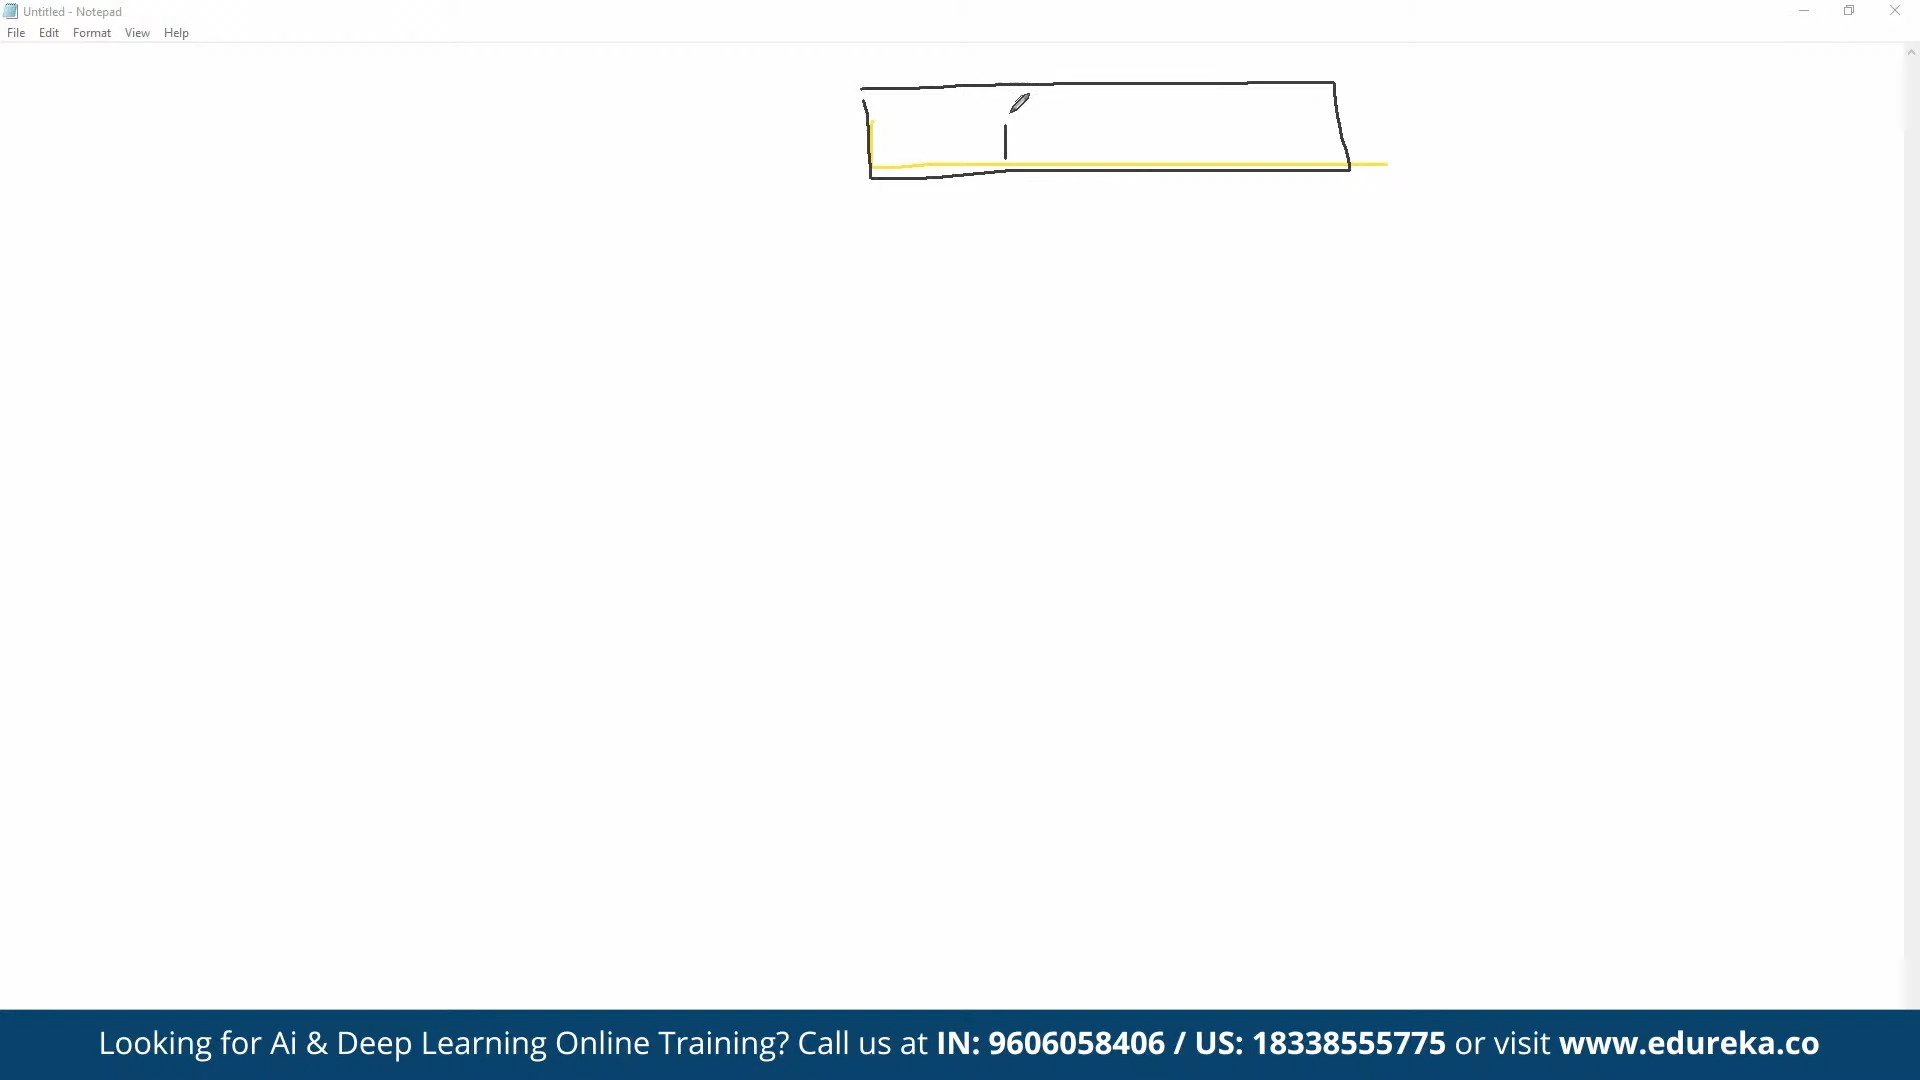 Untitled - Notepad
File Edit Format View Help
Looking for Ai & Deep Learning Online Training? Call us at IN: 9606058406 / US: 18338555775 or visit www.edureka.co